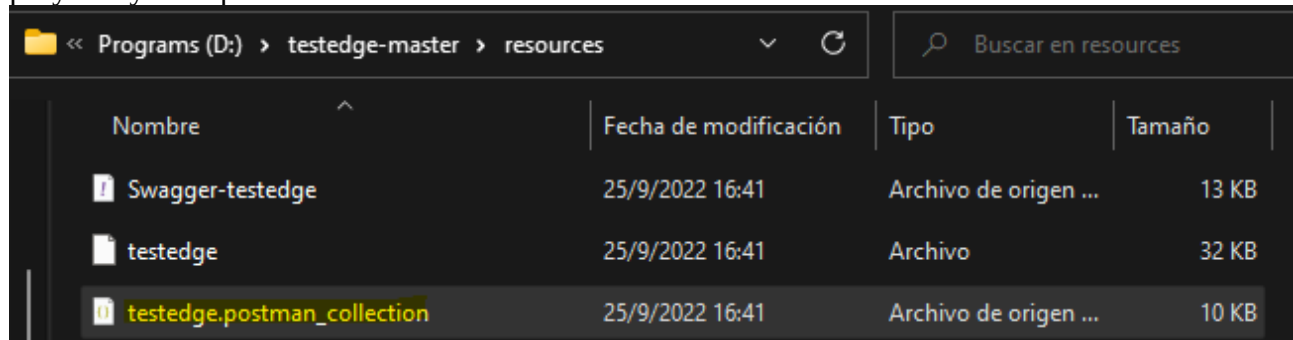 « Programs (D:) > testedge-master > resources Buscar en resources
Nombre Fecha de modificación Tipo Tamaño
Swagger-testedge 25/9/2022 16:41 Archivo de origen ... 13 KB
testedge 25/9/2022 16:41 Archivo 32 KB
testedge.postman_collection 25/9/2022 16:41 Archivo de origen ... 10 KB